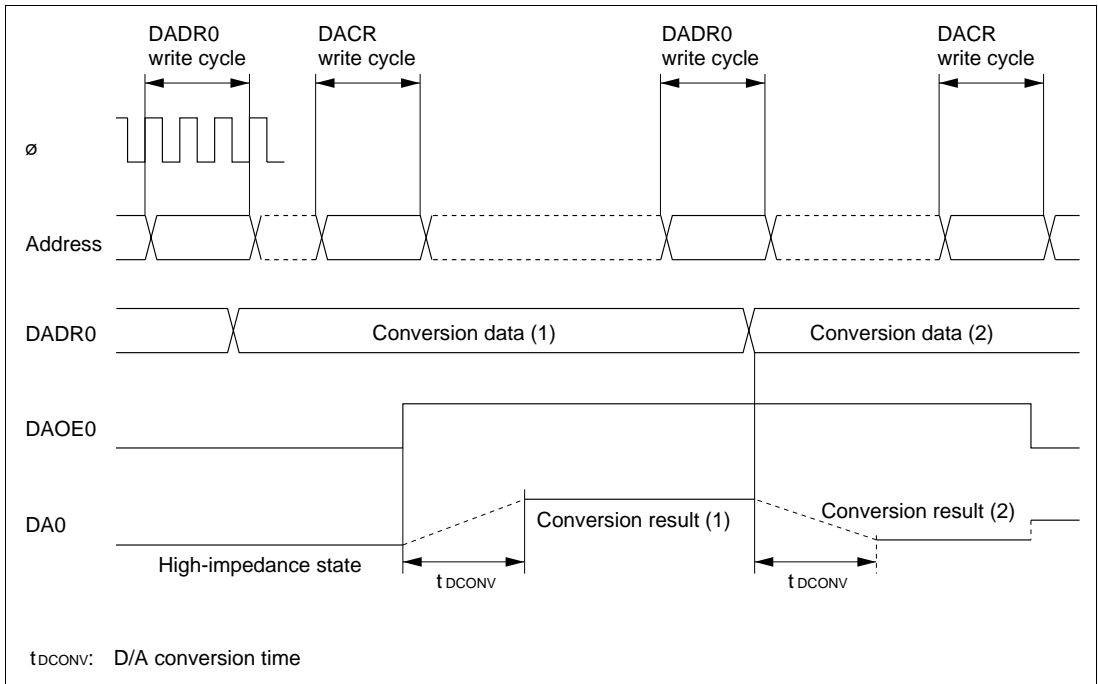 DADR0
write cycle
DACR
write cycle
DADR0
write cycle
DACR
write cycle
ø
Address
DADR0
Conversion data (1)
Conversion data (2)
DAOE0
DA0
Conversion result (1)
Conversion result (2)
High-impedance state
t DCONV
t DCONV
t DCONV: D/A conversion time